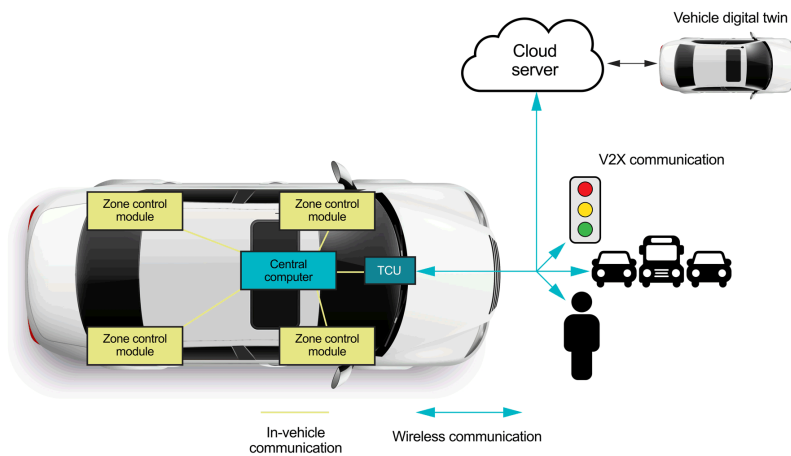 Vehicle digital twin
Cloud
server
V2X communication
Zone control
module
Zone control
module
Central
computer
TCU
Zone control
module
Zone control
module
In-vehicle
communication
Wireless communication